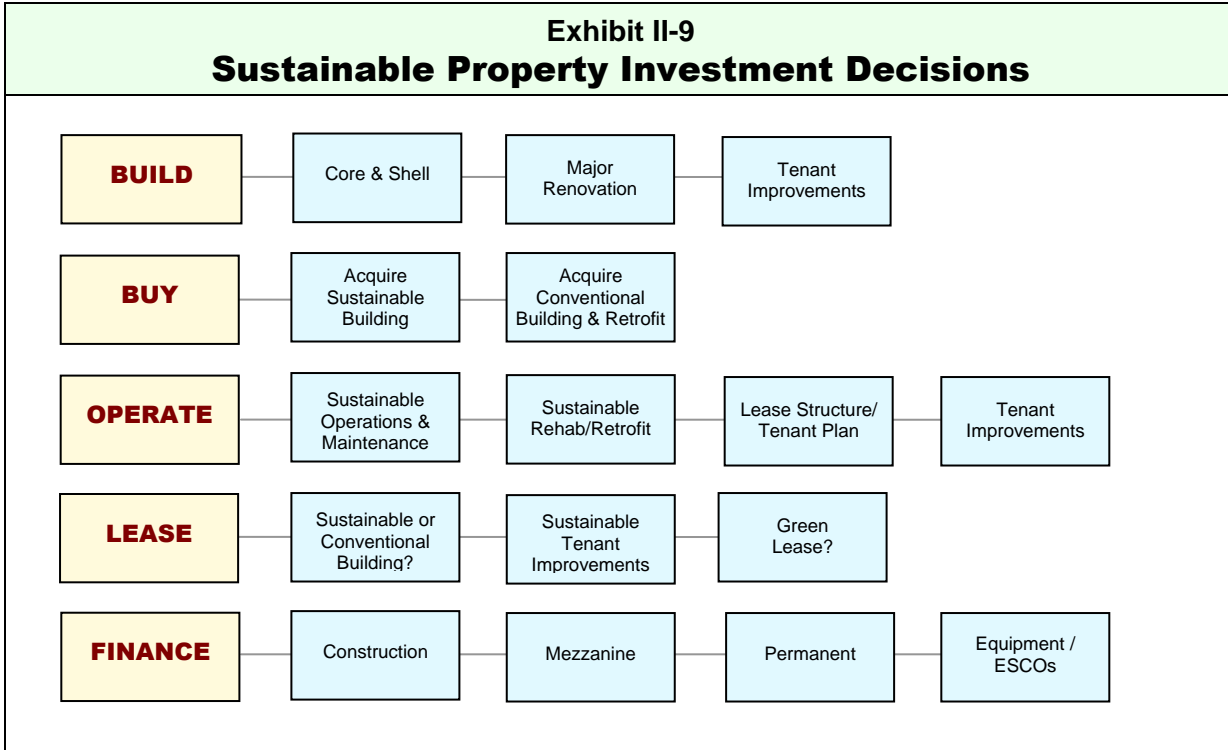 Exhibit II-9
Sustainable Property Investment Decisions
BUILD
Core & Shell
Major
Renovation
Tenant
Improvements
BUY
Acquire
Sustainable
Building
Acquire
Conventional
Building & Retrofit
OPERATE
Sustainable
Operations &
Maintenance
Sustainable
Rehab/Retrofit
Lease Structure/
Tenant Plan
Tenant
Improvements
LEASE
Sustainable or
Conventional
Building?
Sustainable
Tenant
Improvements
Green
Lease?
FINANCE
Construction
Mezzanine
Permanent
Equipment /
ESCOs